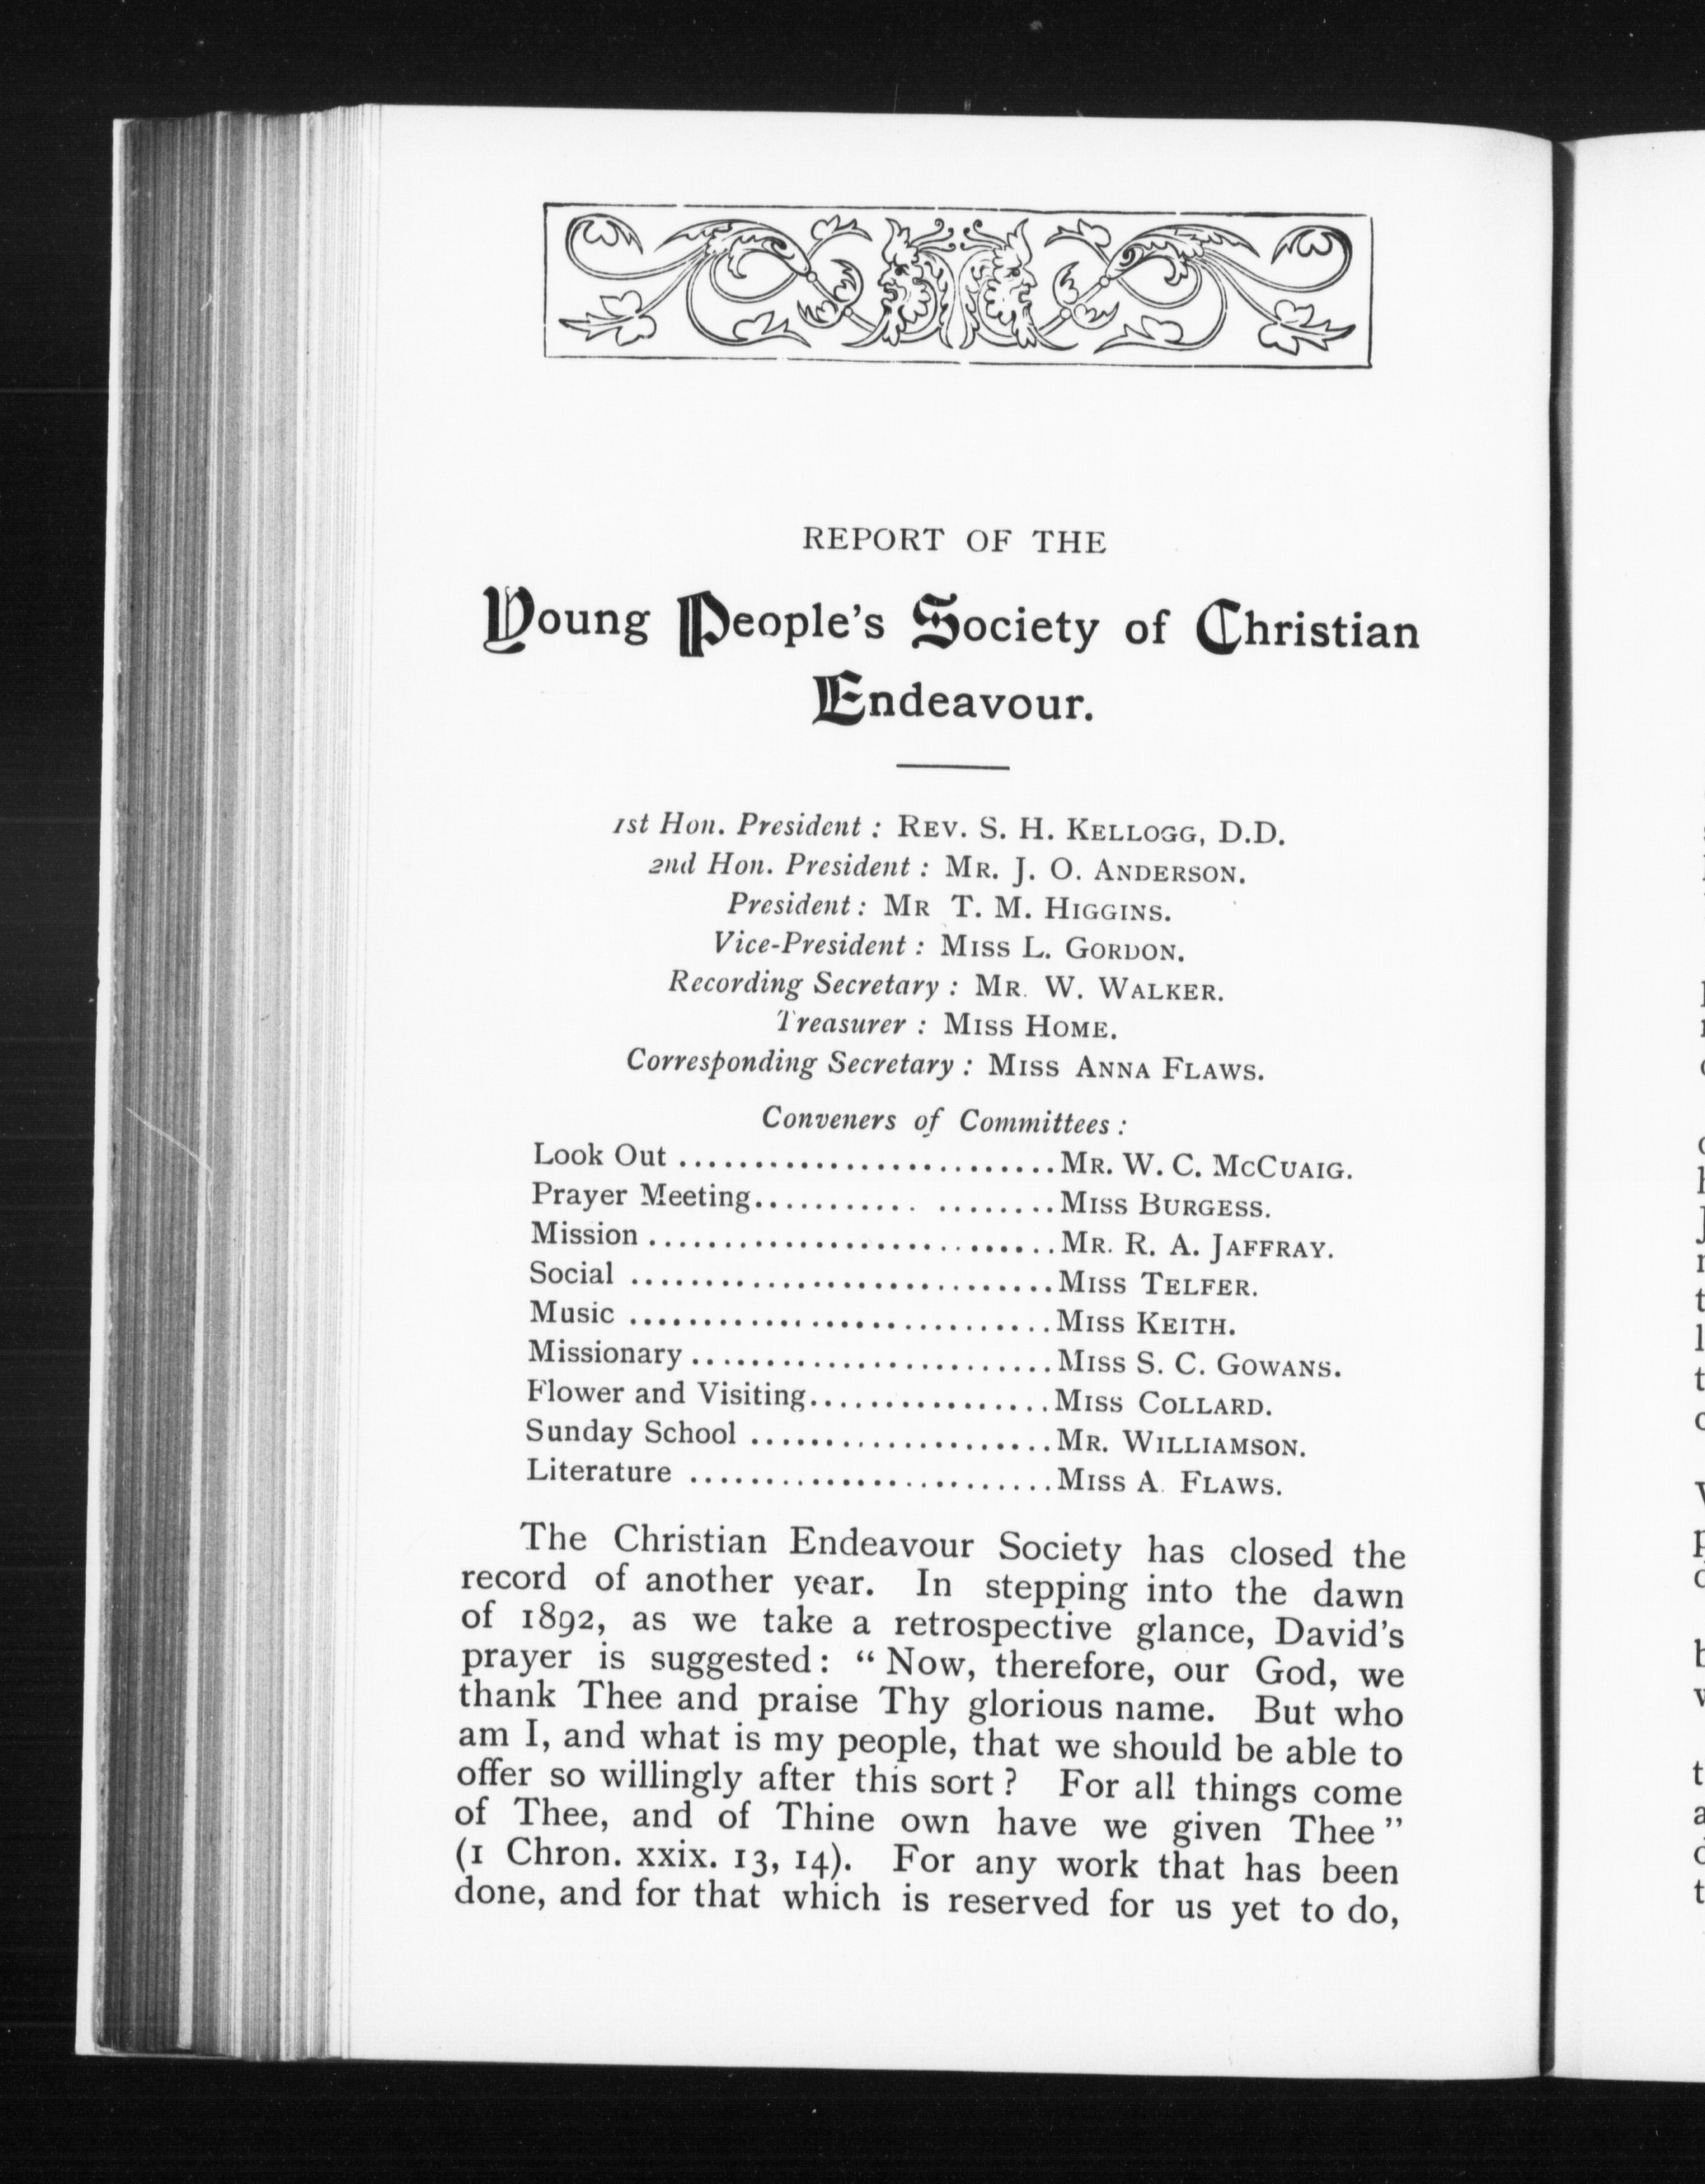 REPORT OF THE
Young People's Society of Christian
Endeavour.
1st Hon. President : REV. S. H. KELLOGG, D.D.
2nd Hon. President : MR. J. O. ANDERSON.
President : MR T. M. HIGGINS.
Vice-President : MISS L. GORDON.
Recording Secretary : MR. W. WALKER.
Treasurer : MISS HOME.
Corresponding Secretary : MISS ANNA FLAWS.
Conveners of Committees :
Look Out .......................... MR. W. C. MCCUAIG.
Prayer Meeting........... ........ MISS BURGESS.
Mission ............................ MR. R. A. JAFFRAY.
Social ............................. MISS TELFER.
Music ............................. MISS KEITH.
Missionary ......................... MISS S. C. GOWANS.
Flower and Visiting................ MISS COLLARD.
Sunday School ..................... MR. WILLIAMSON.
Literature ......................... MISS A. FLAWS.
The Christian Endeavour Society has closed the
record of another year. In stepping into the dawn
of 1892, as we take a retrospective glance, David's
prayer is suggested: “ Now, therefore, our God, we
thank Thee and praise Thy glorious name. But who
am I, and what is my people, that we should be able to
offer so willingly after this sort ? For all things come
of Thee, and of Thine own have we given Thee ”
(1 Chron. xxix. 13, 14). For any work that has been
done, and for that which is reserved for us yet to do,